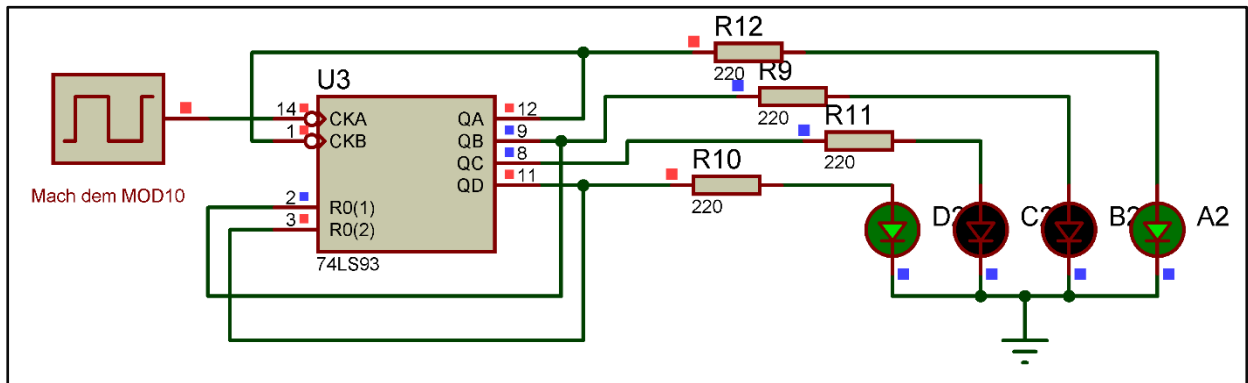 R12
220
R9
220
R11
220
R10
220
U3
14
CKA
QA
12
1
CKB
QB
9
QC
8
QD
11
2
R0(1)
3
R0(2)
74LS93
Mach dem MOD10
D2
C2
B2
A2